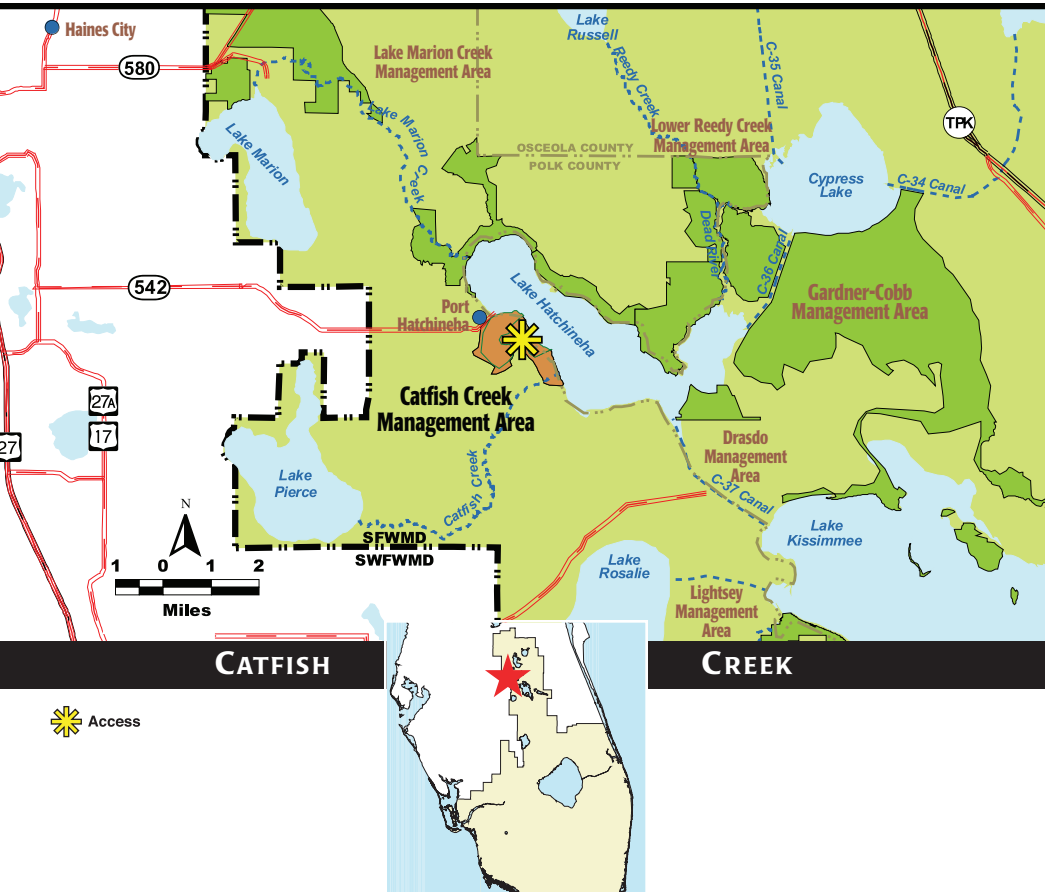 Haines City
580
Lake Marion Creek
Management Area
Lake
Russell
Reedy Creek
C-35 Canal
TPK
Lake Marion
Lake Marion Creek
Lower Reedy Creek
Management Area
OSCEOLA COUNTY
POLK COUNTY
Cypress
Lake
C-34 Canal
Dead River
C-36 Canal
542
Port
Hatchineha
Lake Hatchineha
Gardner-Cobb
Management Area
27A
17
27
Catfish Creek
Management Area
Drasdo
Management
Area
Lake
Pierce
Catfish Creek
C-37 Canal
N
SFWMD
SWFWMD
Lake
Kissimmee
Lake
Rosalie
1 0 1 2
Miles
Lightsey
Management
Area
CATFISH CREEK
Access